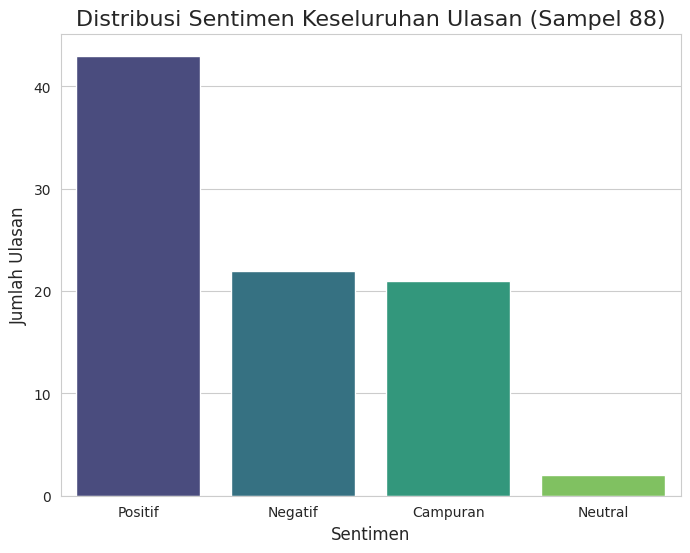 Distribusi Sentimen Keseluruhan Ulasan (Sampel 88)
Jumlah Ulasan
40
30
20
10
0
Positif
Negatif
Campuran
Neutral
Sentimen